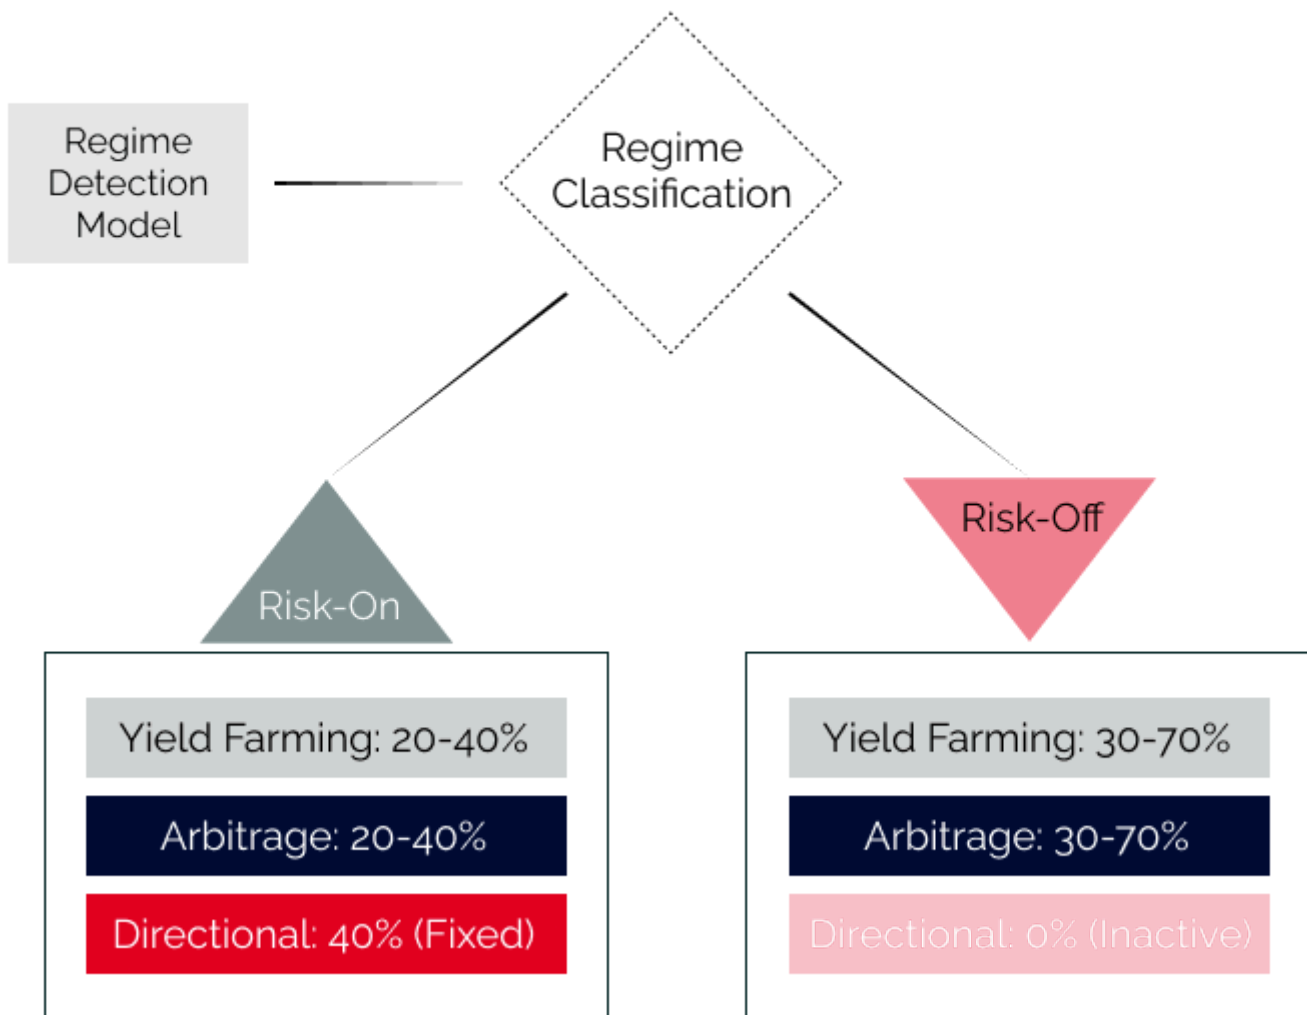 Regime
Detection
Model
Regime
Classification
Risk-On
Yield Farming: 20-40%
Arbitrage: 20-40%
Directional: 40% (Fixed)
Risk-Off
Yield Farming: 30-70%
Arbitrage: 30-70%
Directional: 0% (Inactive)